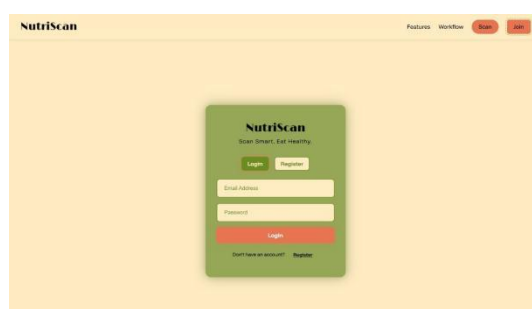 NutriScan Features Workflow Scan Join
NutriScan
Scan Smart, Eat Healthy
Login Register
Email Address
Password
Login
Don't have an account? Register